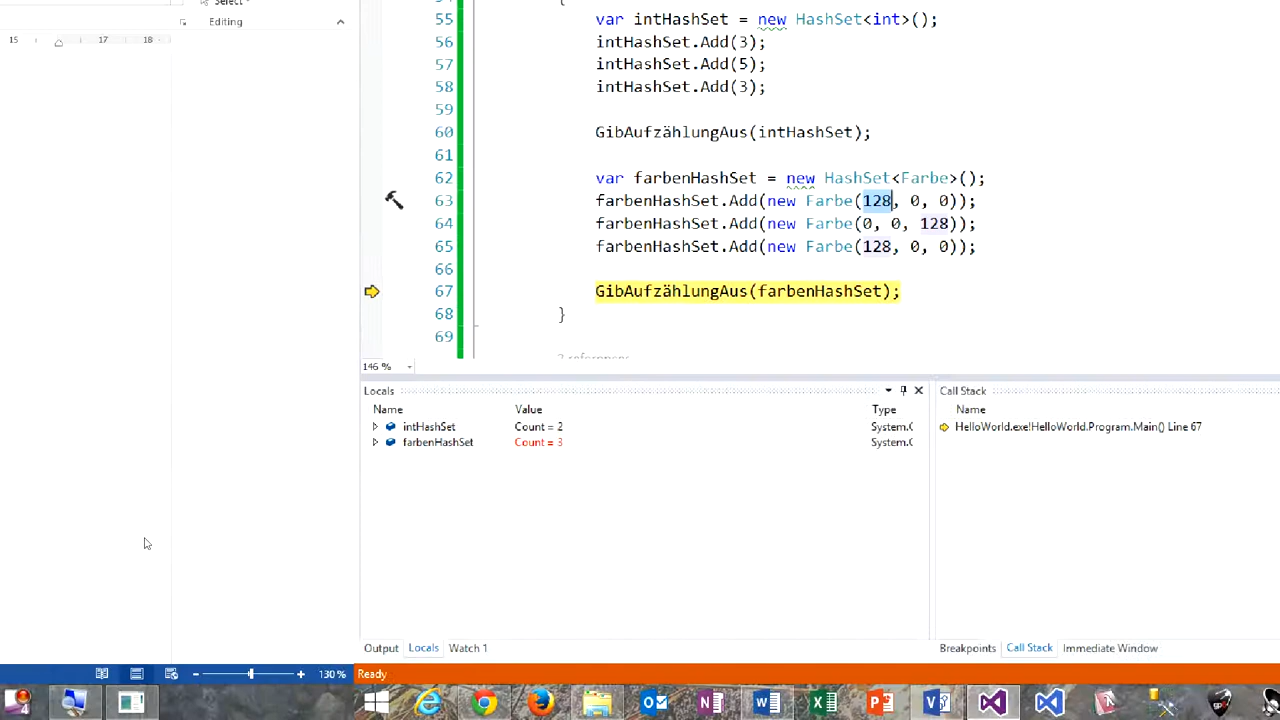 Select
Editing
15 17 18
55 var intHashSet = new HashSet<int>();
56 intHashSet.Add(3);
57 intHashSet.Add(5);
58 intHashSet.Add(3);
59
60 GibAufzählungAus(intHashSet);
61
62 var farbenHashSet = new HashSet<Farbe>();
63 farbenHashSet.Add(new Farbe(128, 0, 0));
64 farbenHashSet.Add(new Farbe(0, 0, 128));
65 farbenHashSet.Add(new Farbe(128, 0, 0));
66
67 GibAufzählungAus(farbenHashSet);
68 }
69
146 %
Locals
Name Value Type
intHashSet Count = 2 System.C
farbenHashSet Count = 3 System.C
Output Locals Watch 1
Call Stack
Name
HelloWorld.exe!HelloWorld.Program.Main() Line 67
Breakpoints Call Stack Immediate Window
130 %
Ready